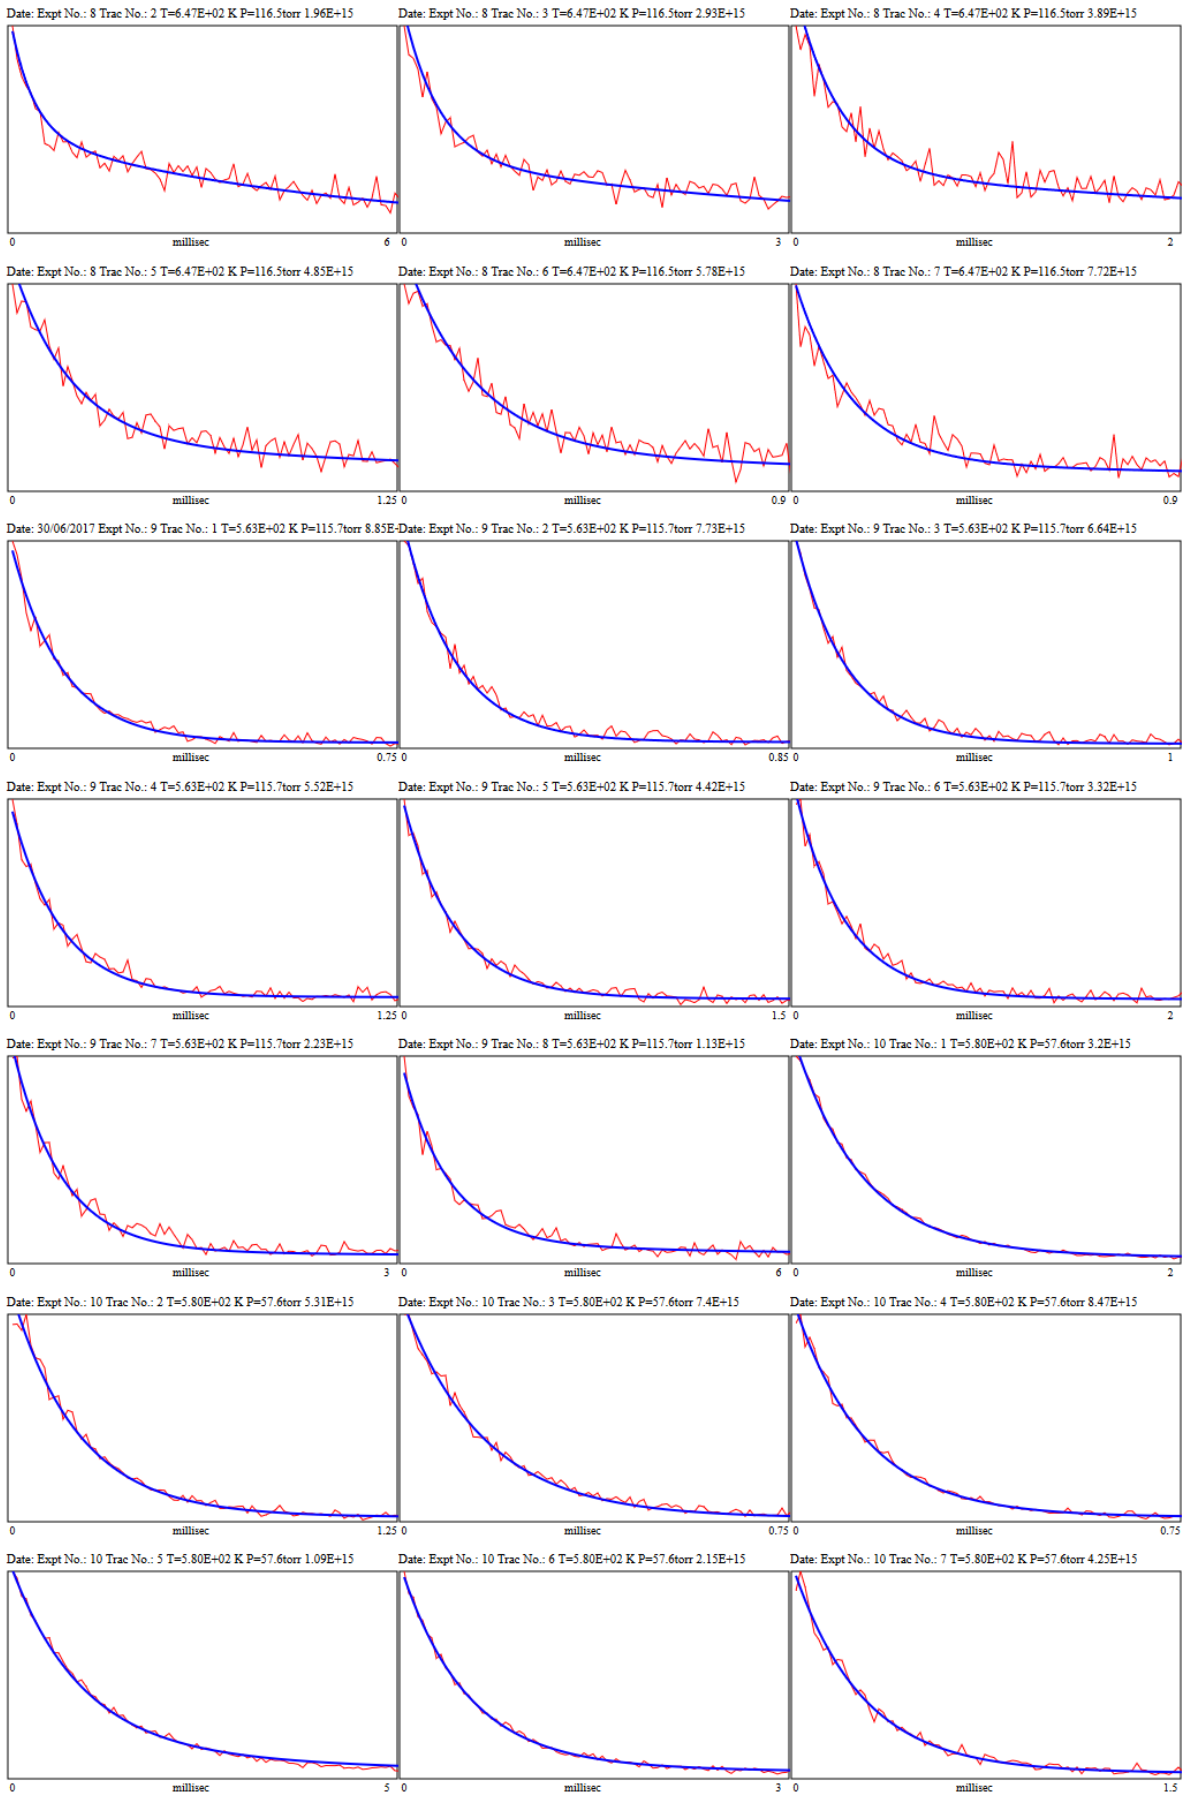 Date: Expt No.: 8 Trac No.: 2 T=6.47E+02 K P=116.5torr 1.96E+15
Date: Expt No.: 8 Trac No.: 3 T=6.47E+02 K P=116.5torr 2.93E+15
Date: Expt No.: 8 Trac No.: 4 T=6.47E+02 K P=116.5torr 3.89E+15
0 millisec 6
0 millisec 3
0 millisec 2
Date: Expt No.: 8 Trac No.: 5 T=6.47E+02 K P=116.5torr 4.85E+15
Date: Expt No.: 8 Trac No.: 6 T=6.47E+02 K P=116.5torr 5.78E+15
Date: Expt No.: 8 Trac No.: 7 T=6.47E+02 K P=116.5torr 7.72E+15
0 millisec 1.25
0 millisec 0.9
0 millisec 0.9
Date: 30/06/2017 Expt No.: 9 Trac No.: 1 T=5.63E+02 K P=115.7torr 8.85E-
Date: Expt No.: 9 Trac No.: 2 T=5.63E+02 K P=115.7torr 7.73E+15
Date: Expt No.: 9 Trac No.: 3 T=5.63E+02 K P=115.7torr 6.64E+15
0 millisec 0.75
0 millisec 0.85
0 millisec 1
Date: Expt No.: 9 Trac No.: 4 T=5.63E+02 K P=115.7torr 5.52E+15
Date: Expt No.: 9 Trac No.: 5 T=5.63E+02 K P=115.7torr 4.42E+15
Date: Expt No.: 9 Trac No.: 6 T=5.63E+02 K P=115.7torr 3.32E+15
0 millisec 1.25
0 millisec 1.5
0 millisec 2
Date: Expt No.: 9 Trac No.: 7 T=5.63E+02 K P=115.7torr 2.23E+15
Date: Expt No.: 9 Trac No.: 8 T=5.63E+02 K P=115.7torr 1.13E+15
Date: Expt No.: 10 Trac No.: 1 T=5.80E+02 K P=57.6torr 3.2E+15
0 millisec 3
0 millisec 6
0 millisec 2
Date: Expt No.: 10 Trac No.: 2 T=5.80E+02 K P=57.6torr 5.31E+15
Date: Expt No.: 10 Trac No.: 3 T=5.80E+02 K P=57.6torr 7.4E+15
Date: Expt No.: 10 Trac No.: 4 T=5.80E+02 K P=57.6torr 8.47E+15
0 millisec 1.25
0 millisec 0.75
0 millisec 0.75
Date: Expt No.: 10 Trac No.: 5 T=5.80E+02 K P=57.6torr 1.09E+15
Date: Expt No.: 10 Trac No.: 6 T=5.80E+02 K P=57.6torr 2.15E+15
Date: Expt No.: 10 Trac No.: 7 T=5.80E+02 K P=57.6torr 4.25E+15
0 millisec 5
0 millisec 3
0 millisec 1.5